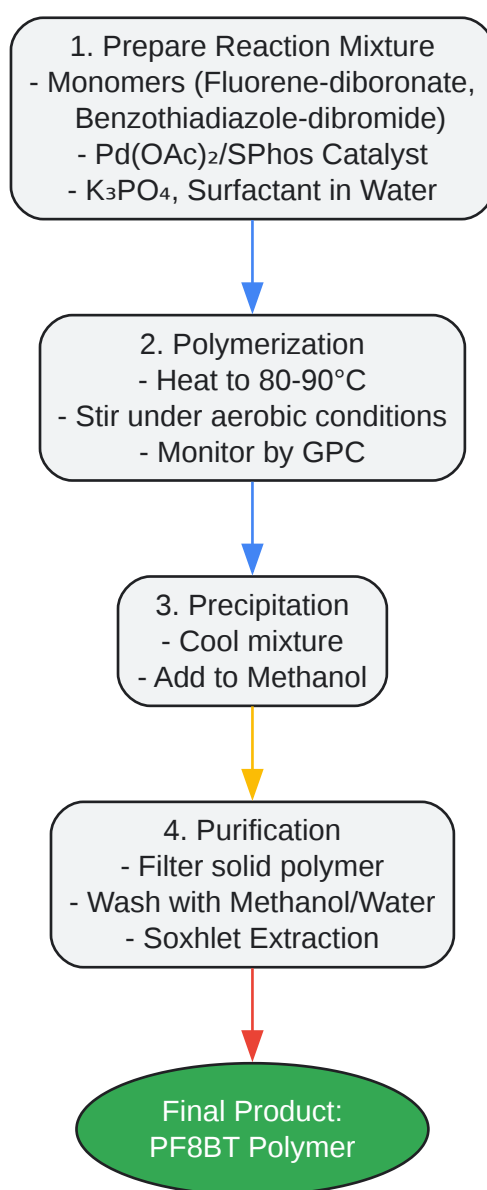 1. Prepare Reaction Mixture
- Monomers (Fluorene-diboronate,
Benzothiadiazole-dibromide)
- Pd(OAc)₂/SPhos Catalyst
- K₃PO₄, Surfactant in Water
2. Polymerization
- Heat to 80-90°C
- Stir under aerobic conditions
- Monitor by GPC
3. Precipitation
- Cool mixture
- Add to Methanol
4. Purification
- Filter solid polymer
- Wash with Methanol/Water
- Soxhlet Extraction
Final Product:
PF8BT Polymer